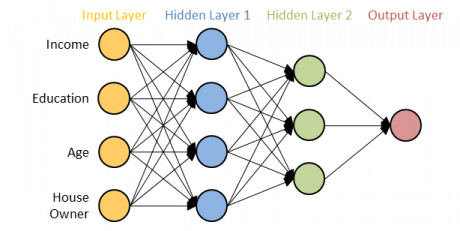 Input Layer Hidden Layer 1 Hidden Layer 2 Output Layer
Income
Education
Age
House
Owner